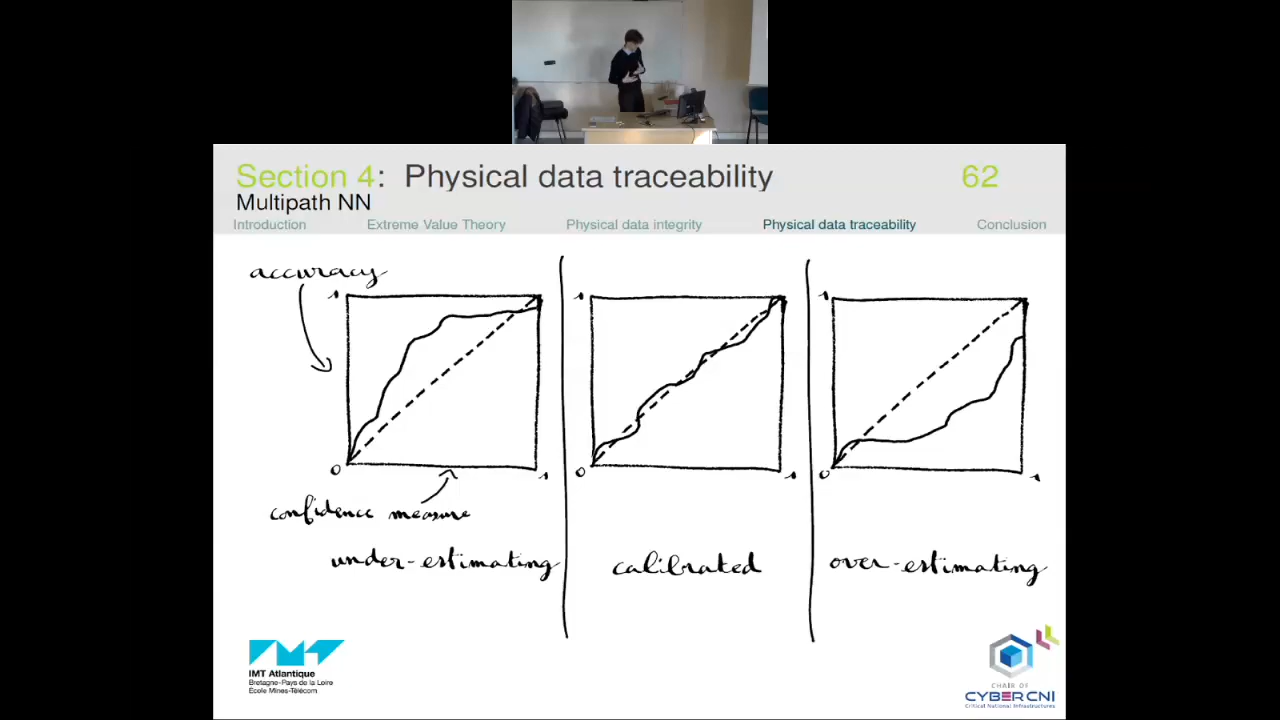 Section 4: Physical data traceability 62
Multipath NN
Introduction Extreme Value Theory Physical data integrity Physical data traceability Conclusion
accuracy
1 1 1
0 1 0 1 0 1
confidence measure
under-estimating calibrated over-estimating
IMT Atlantique
Bretagne-Pays de la Loire
École Mines-Télécom
CHAIR OF
CYBERCNI
Critical National Infrastructures